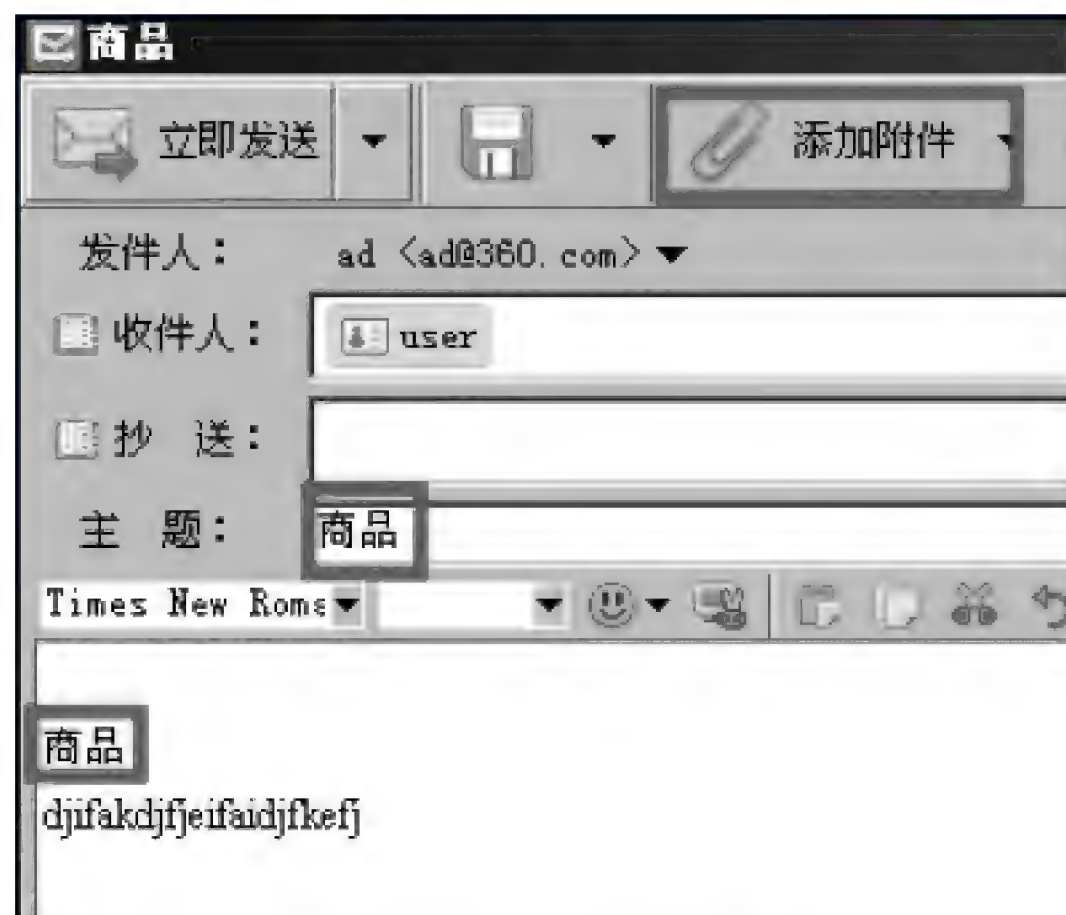 商品
立即发送 添加附件
发件人： ad <ad@360.com>
收件人： user
抄 送：
主 题： 商品
Times New Roma
商品
djifakdjfjeifaidjfkefj